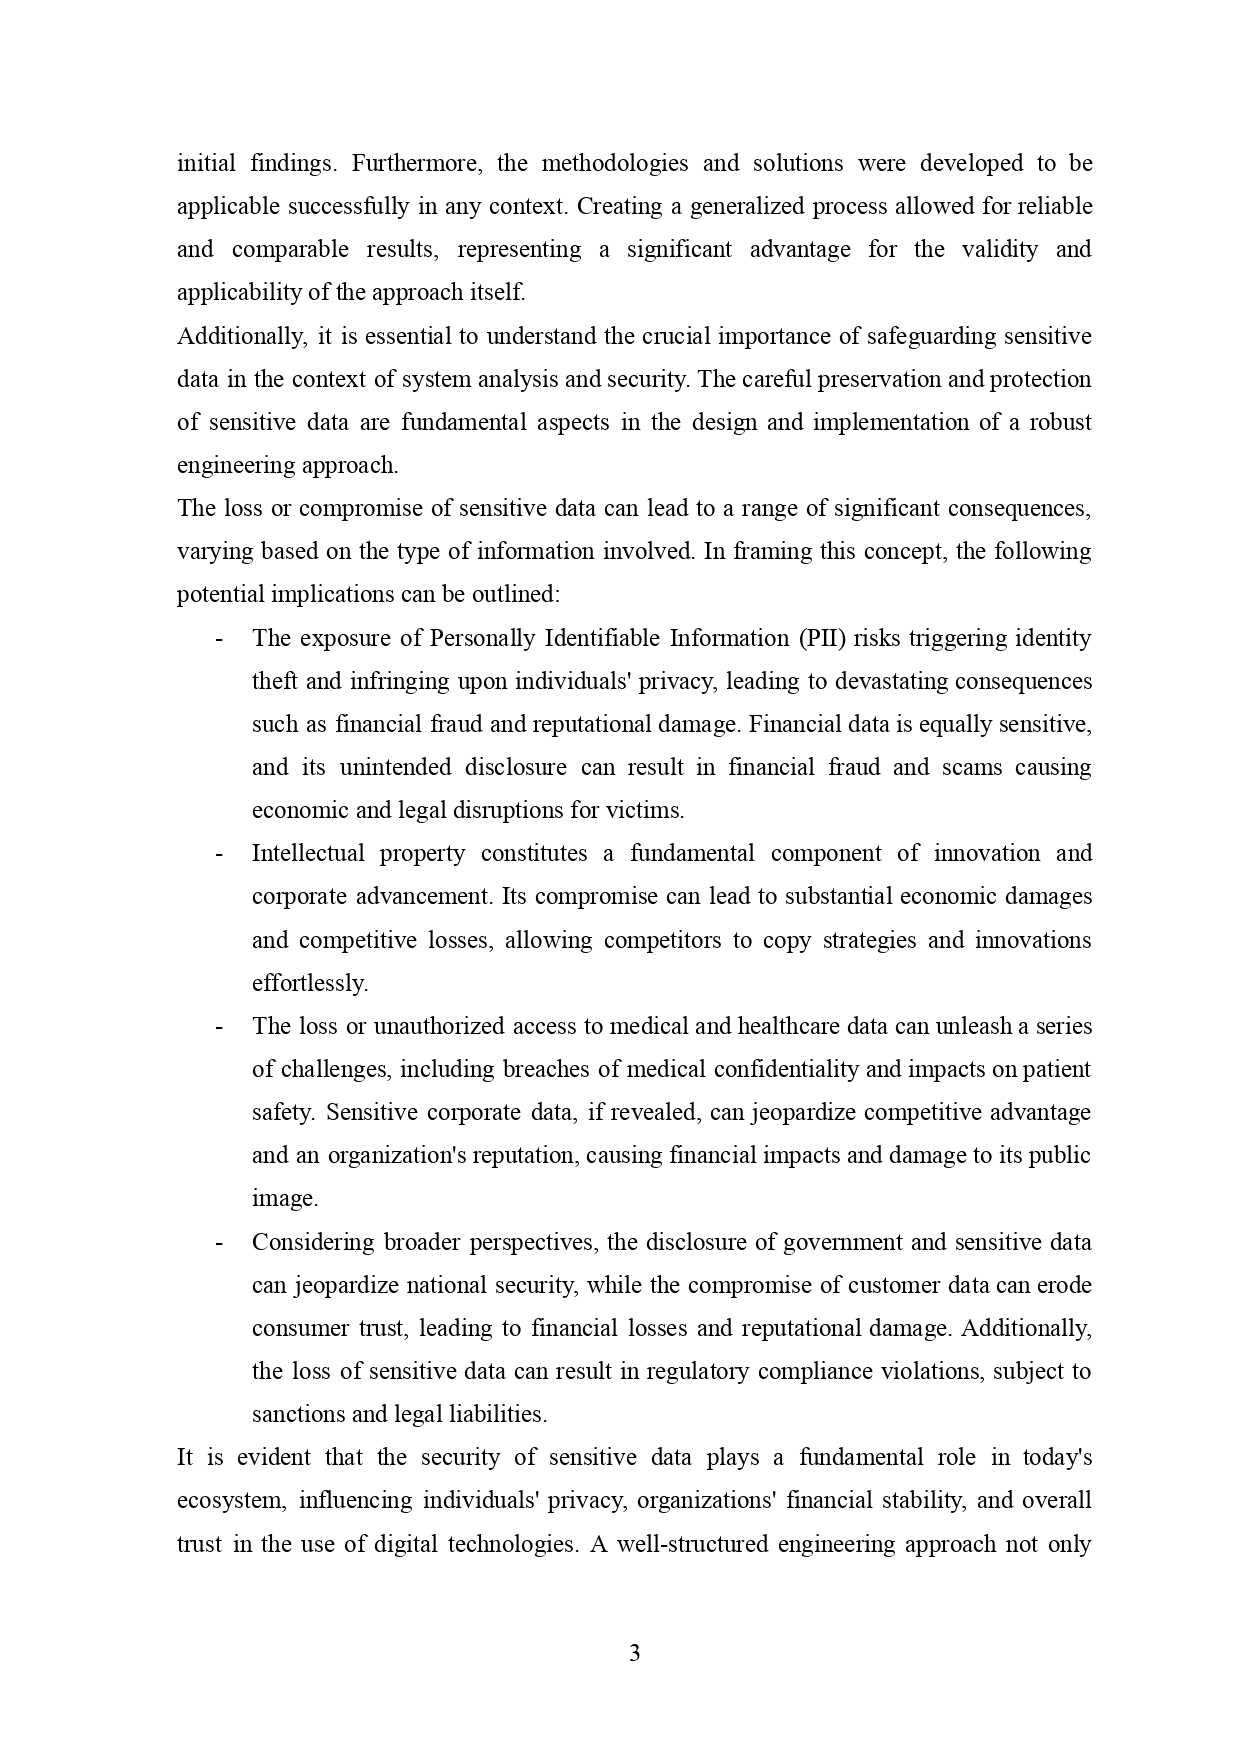 initial findings. Furthermore, the methodologies and solutions were developed to be
applicable successfully in any context. Creating a generalized process allowed for reliable
and comparable results, representing a significant advantage for the validity and
applicability of the approach itself.
Additionally, it is essential to understand the crucial importance of safeguarding sensitive
data in the context of system analysis and security. The careful preservation and protection
of sensitive data are fundamental aspects in the design and implementation of a robust
engineering approach.
The loss or compromise of sensitive data can lead to a range of significant consequences,
varying based on the type of information involved. In framing this concept, the following
potential implications can be outlined:
- The exposure of Personally Identifiable Information (PII) risks triggering identity
theft and infringing upon individuals' privacy, leading to devastating consequences
such as financial fraud and reputational damage. Financial data is equally sensitive,
and its unintended disclosure can result in financial fraud and scams causing
economic and legal disruptions for victims.
- Intellectual property constitutes a fundamental component of innovation and
corporate advancement. Its compromise can lead to substantial economic damages
and competitive losses, allowing competitors to copy strategies and innovations
effortlessly.
- The loss or unauthorized access to medical and healthcare data can unleash a series
of challenges, including breaches of medical confidentiality and impacts on patient
safety. Sensitive corporate data, if revealed, can jeopardize competitive advantage
and an organization's reputation, causing financial impacts and damage to its public
image.
- Considering broader perspectives, the disclosure of government and sensitive data
can jeopardize national security, while the compromise of customer data can erode
consumer trust, leading to financial losses and reputational damage. Additionally,
the loss of sensitive data can result in regulatory compliance violations, subject to
sanctions and legal liabilities.
It is evident that the security of sensitive data plays a fundamental role in today's
ecosystem, influencing individuals' privacy, organizations' financial stability, and overall
trust in the use of digital technologies. A well-structured engineering approach not only
3